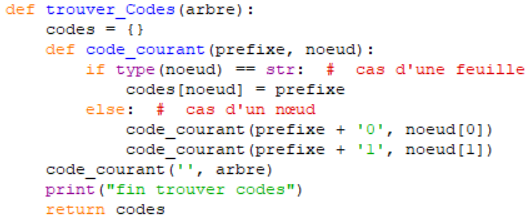 def trouver_Codes(arbre):
    codes = {}
    def code_courant(prefixe, noeud):
        if type(noeud) == str:  #  cas d'une feuille
            codes[noeud] = prefixe
        else:  #  cas d'un nœud
            code_courant(prefixe + '0', noeud[0])
            code_courant(prefixe + '1', noeud[1])
    code_courant('', arbre)
    print("fin trouver codes")
    return codes